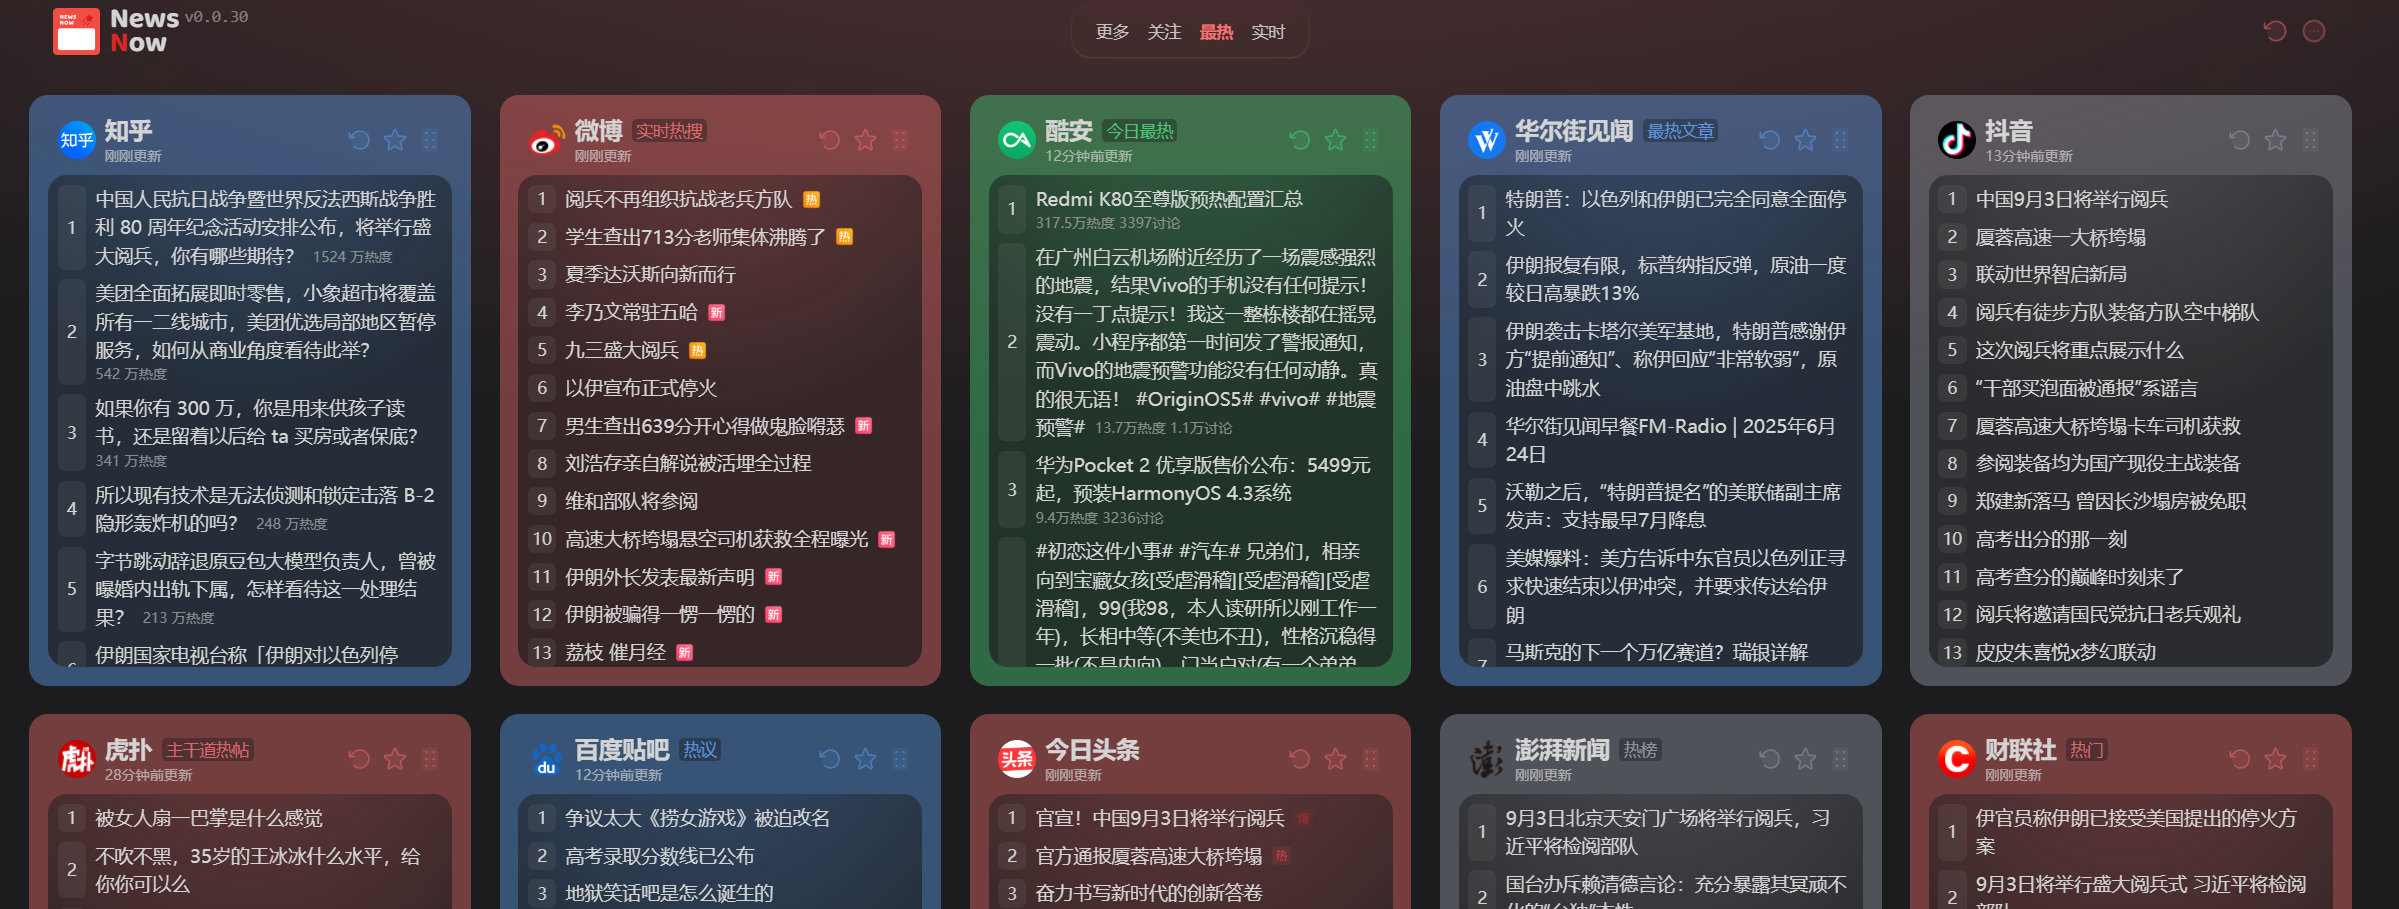 News
Now
v0.0.30
更多 关注 最热 实时
知乎
知乎
刚刚更新
1
中国人民抗日战争暨世界反法西斯战争胜
利 80 周年纪念活动安排公布，将举行盛
大阅兵，你有哪些期待？ 1524 万热度
2
美团全面拓展即时零售，小象超市将覆盖
所有一二线城市，美团优选局部地区暂停
服务，如何从商业角度看待此举？
542 万热度
3
如果你有 300 万，你是用来供孩子读
书，还是留着以后给 ta 买房或者保底？
341 万热度
4
所以现有技术是无法侦测和锁定击落 B-2
隐形轰炸机的吗？ 248 万热度
5
字节跳动辞退原豆包大模型负责人，曾被
曝婚内出轨下属，怎样看待这一处理结
果？ 213 万热度
伊朗国家电视台称「伊朗对以色列停
微博 实时热搜
刚刚更新
1 阅兵不再组织抗战老兵方队 热
2 学生查出713分老师集体沸腾了 热
3 夏季达沃斯向新而行
4 李乃文常驻五哈 新
5 九三盛大阅兵 热
6 以伊宣布正式停火
7 男生查出639分开心得做鬼脸嘚瑟 新
8 刘浩存亲自解说被活埋全过程
9 维和部队将参阅
10 高速大桥垮塌悬空司机获救全程曝光 新
11 伊朗外长发表最新声明 新
12 伊朗被骗得一愣一愣的 新
13 荔枝 催月经 新
酷安 今日最热
12分钟前更新
1
Redmi K80至尊版预热配置汇总
317.5万热度 3397讨论
2
在广州白云机场附近经历了一场震感强烈
的地震，结果Vivo的手机没有任何提示！
没有一丁点提示！我这一整栋楼都在摇晃
震动。小程序都第一时间发了警报通知，
而Vivo的地震预警功能没有任何动静。真
的很无语！ #OriginOS5# #vivo# #地震
预警# 13.7万热度 1.1万讨论
3
华为Pocket 2 优享版售价公布：5499元
起，预装HarmonyOS 4.3系统
9.4万热度 3236讨论
#初恋这件小事# #汽车# 兄弟们，相亲
向到宝藏女孩[受虐滑稽][受虐滑稽][受虐
滑稽]，99(我98，本人读研所以刚工作一
年)，长相中等(不美也不丑)，性格沉稳得
一批(不是内向)，门当户对(有一个弟弟，
华尔街见闻 最热文章
刚刚更新
1
特朗普：以色列和伊朗已完全同意全面停
火
2
伊朗报复有限，标普纳指反弹，原油一度
较日高暴跌13%
3
伊朗袭击卡塔尔美军基地，特朗普感谢伊
方“提前通知”、称伊回应“非常软弱”，原
油盘中跳水
4
华尔街见闻早餐FM-Radio | 2025年6月
24日
5
沃勒之后，“特朗普提名”的美联储副主席
发声：支持最早7月降息
6
美媒爆料：美方告诉中东官员以色列正寻
求快速结束以伊冲突，并要求传达给伊
朗
7
马斯克的下一个万亿赛道？瑞银详解
抖音
13分钟前更新
1 中国9月3日将举行阅兵
2 厦蓉高速一大桥垮塌
3 联动世界智启新局
4 阅兵有徒步方队装备方队空中梯队
5 这次阅兵将重点展示什么
6 “干部买泡面被通报”系谣言
7 厦蓉高速大桥垮塌卡车司机获救
8 参阅装备均为国产现役主战装备
9 郑建新落马 曾因长沙塌房被免职
10 高考出分的那一刻
11 高考查分的巅峰时刻来了
12 阅兵将邀请国民党抗日老兵观礼
13 皮皮朱喜悦x梦幻联动
虎扑
虎扑 主干道热帖
28分钟前更新
1 被女人扇一巴掌是什么感觉
2
不吹不黑，35岁的王冰冰什么水平，给
你你可以么
du
百度贴吧 热议
12分钟前更新
1 争议太大《捞女游戏》被迫改名
2 高考录取分数线已公布
3 地狱笑话吧是怎么诞生的
头条
今日头条
刚刚更新
1 官宣！中国9月3日将举行阅兵
2 官方通报厦蓉高速大桥垮塌 热
3 奋力书写新时代的创新答卷
澎
澎湃新闻 热榜
刚刚更新
1
9月3日北京天安门广场将举行阅兵，习
近平将检阅部队
2
国台办斥赖清德言论：充分暴露其冥顽不
化的“台独”本性
财联社 热门
刚刚更新
1
伊官员称伊朗已接受美国提出的停火方
案
2
9月3日将举行盛大阅兵式 习近平将检阅
部队